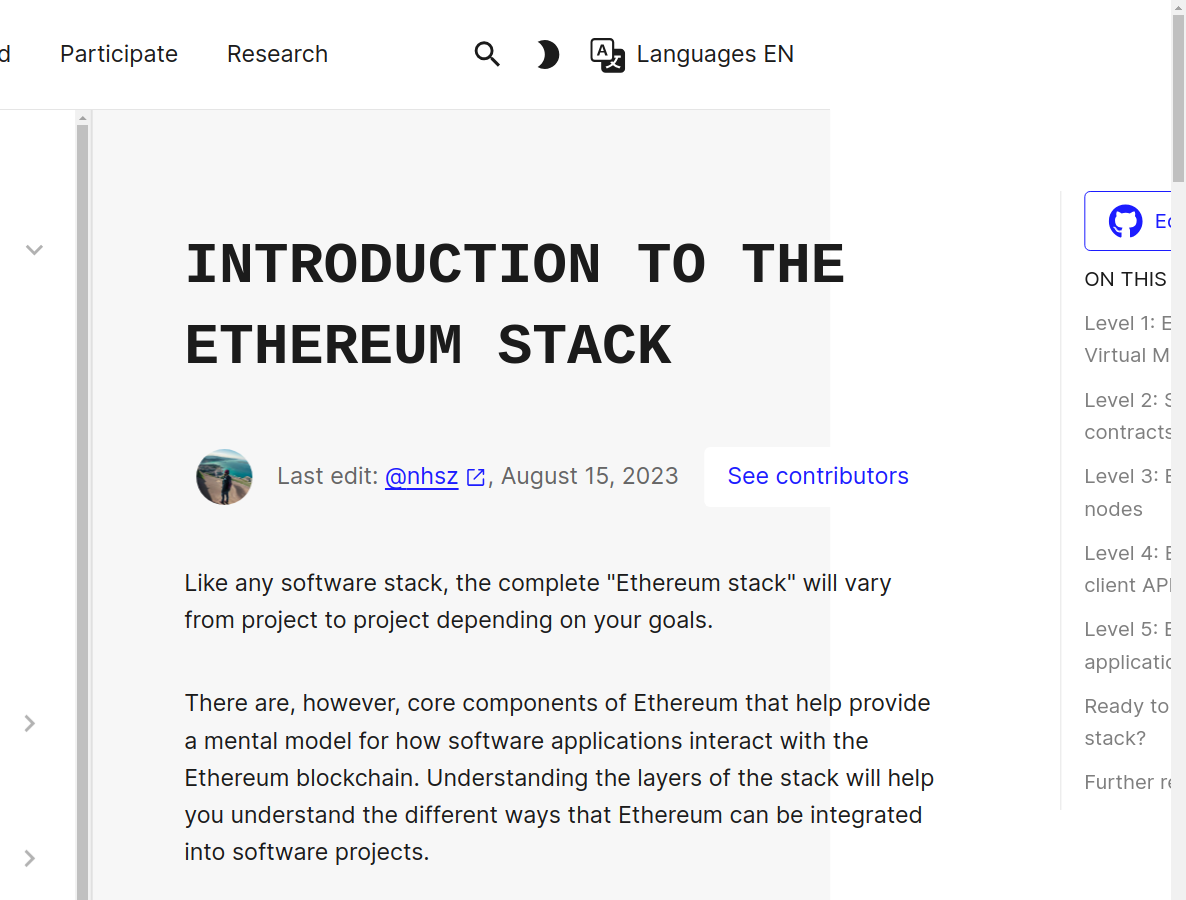 Participate
Research
Languages EN
INTRODUCTION TO THE
ETHEREUM STACK
Last edit: @nhsz , August 15, 2023
See contributors
Like any software stack, the complete "Ethereum stack" will vary
from project to project depending on your goals.
There are, however, core components of Ethereum that help provide
a mental model for how software applications interact with the
Ethereum blockchain. Understanding the layers of the stack will help
you understand the different ways that Ethereum can be integrated
into software projects.
ON THIS
Level 1:
Virtual
Level 2:
contracts
Level 3:
nodes
Level 4:
client
Level 5:
Ready to
stack?
Further